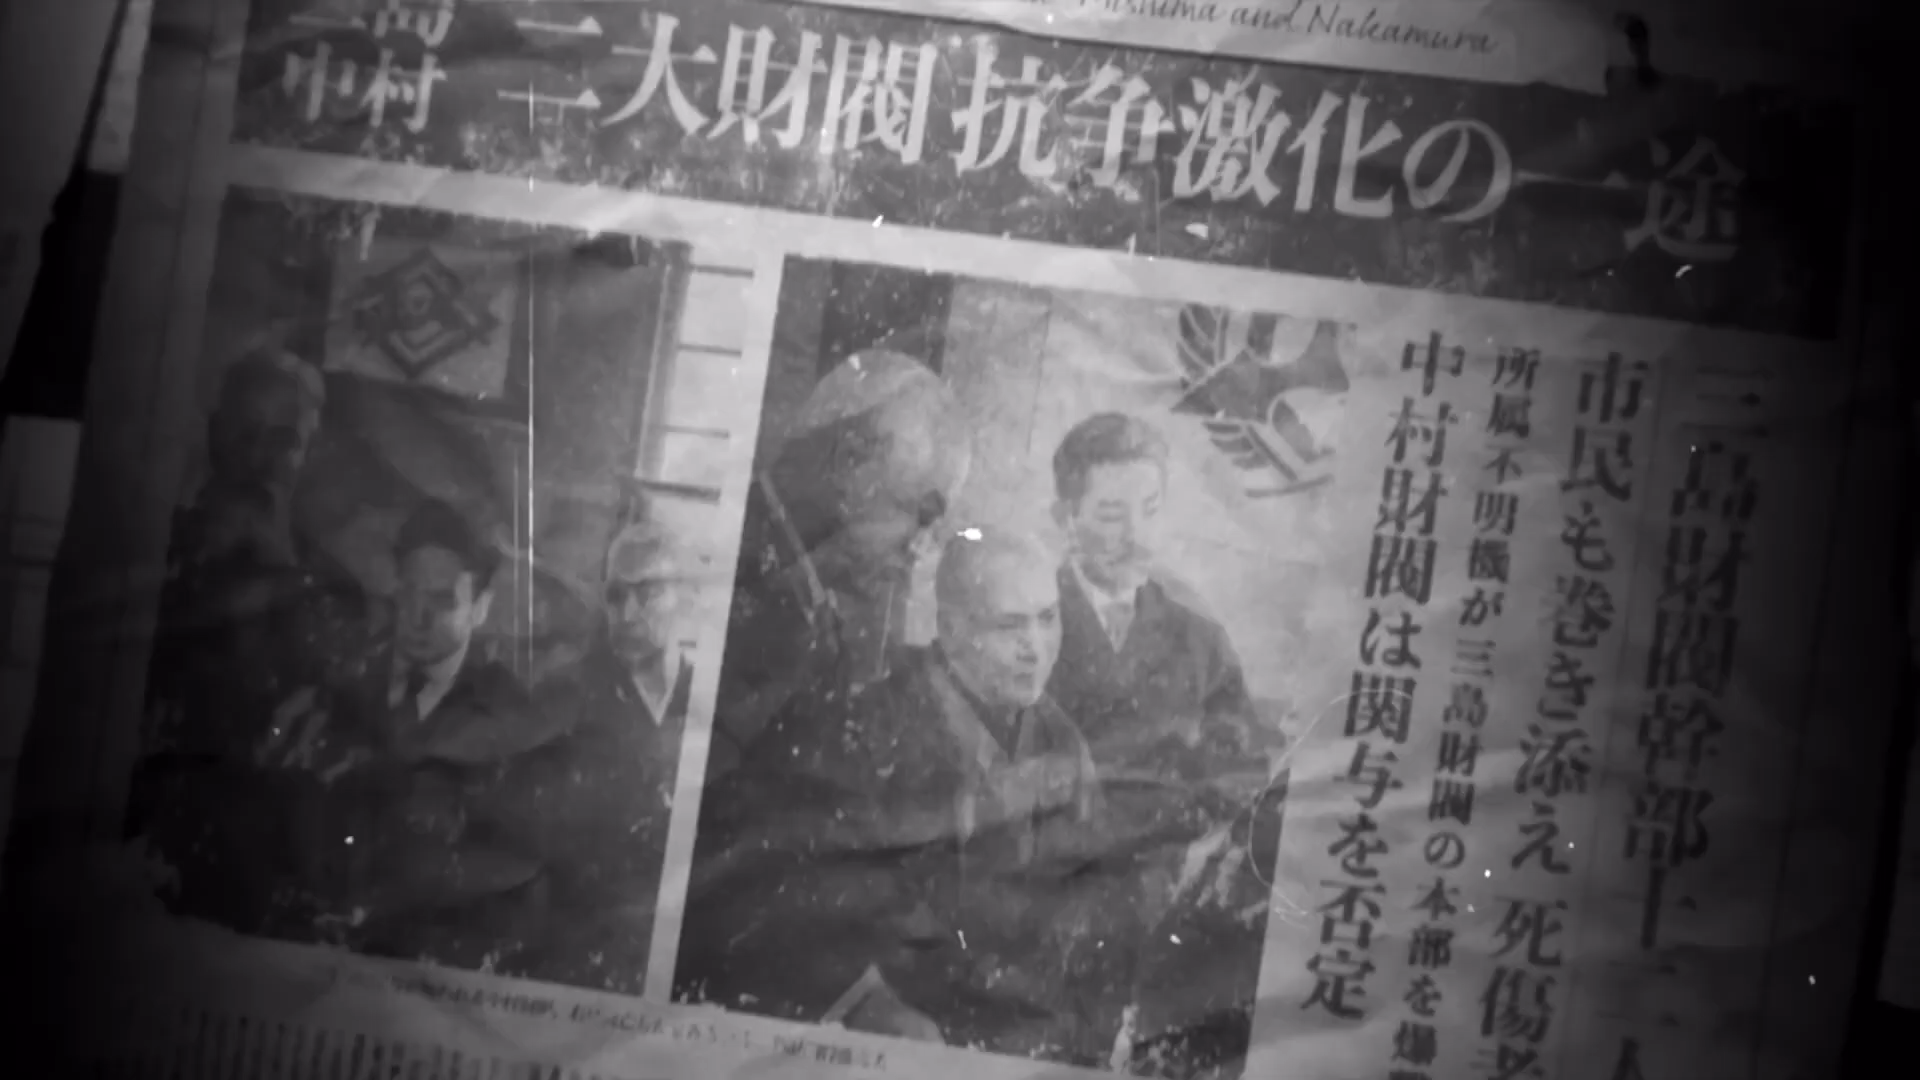 Mishima and Nakamura
三島
中村
二大財閥 抗争激化の一途
三島財閥幹部十二人
市民も巻き添え 死傷者
所属不明機が三島財閥の本部を爆
中村財閥は関与を否定